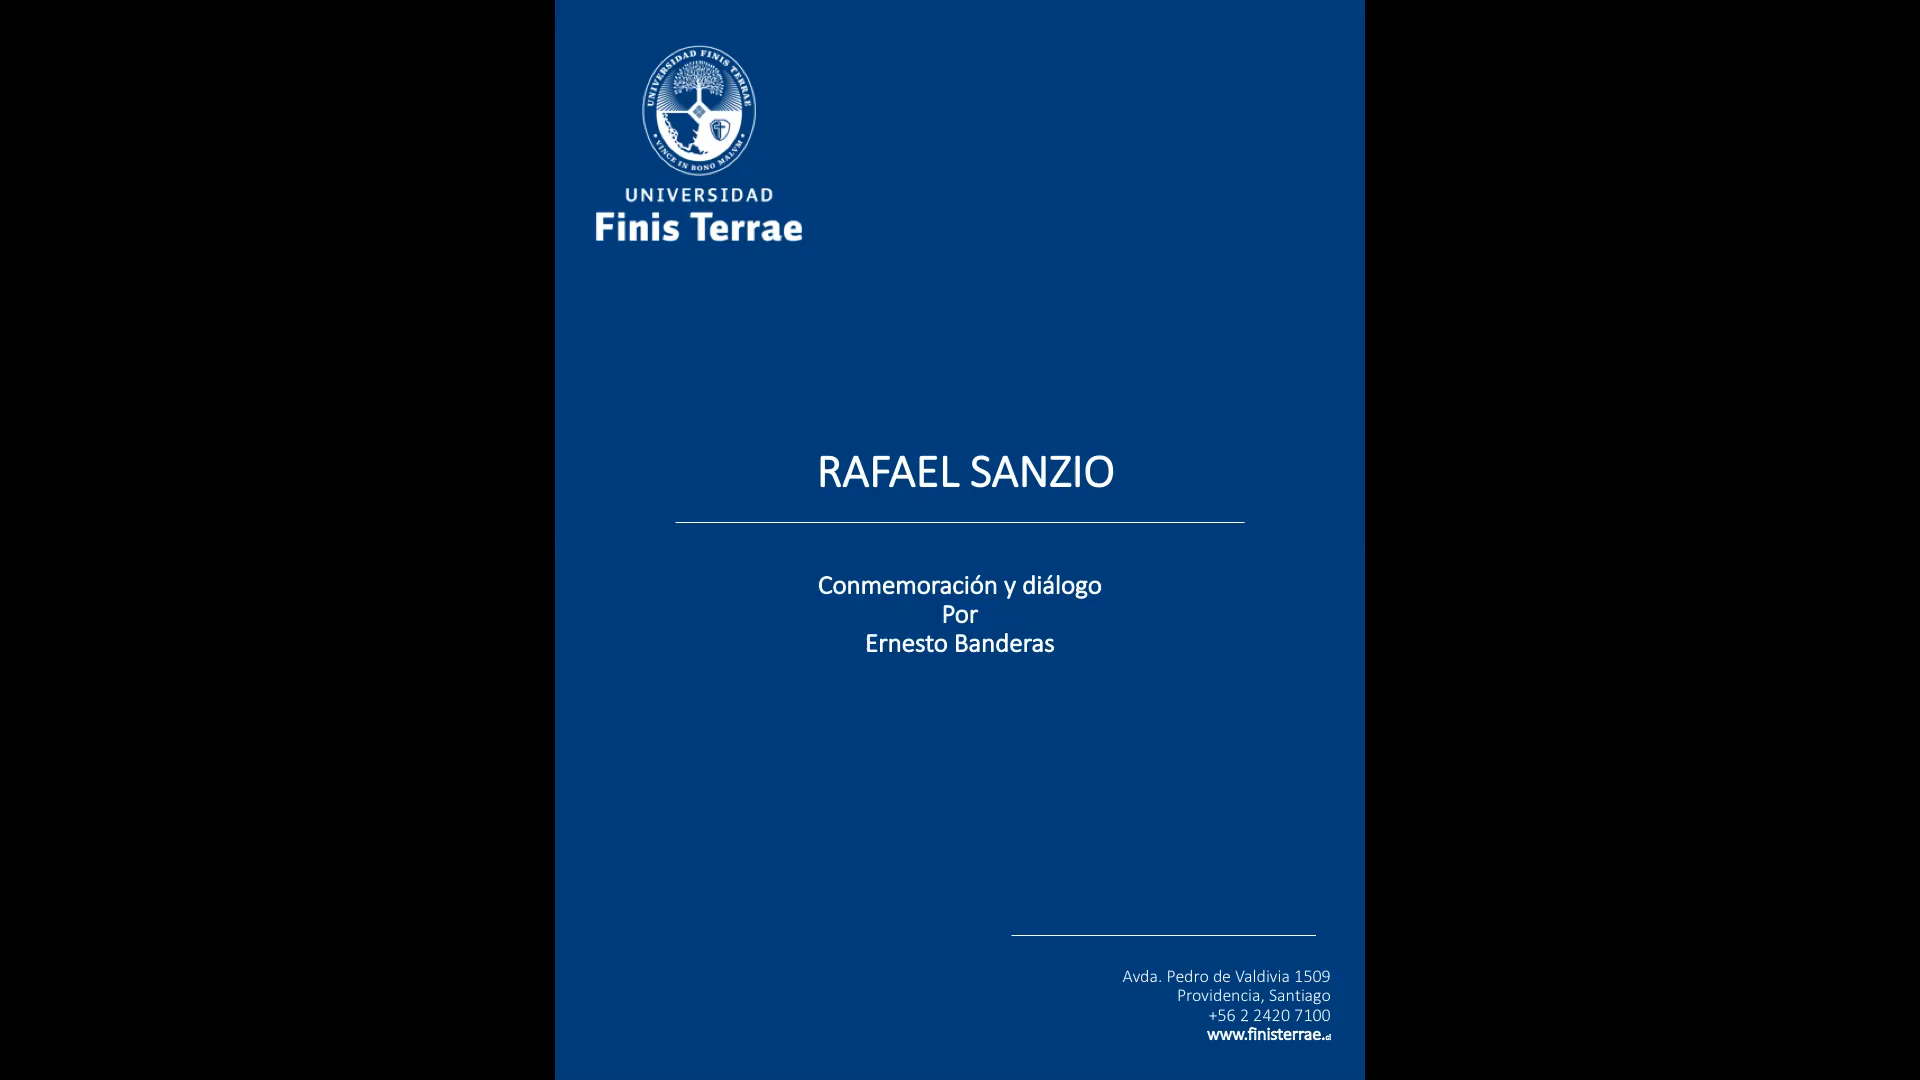 UNIVERSIDAD FINIS TERRAE
VINCE IN BONO MALVM
UNIVERSIDAD
Finis Terrae
RAFAEL SANZIO
Conmemoración y diálogo
Por
Ernesto Banderas
Avda. Pedro de Valdivia 1509
Providencia, Santiago
+56 2 2420 7100
www.finisterrae.cl